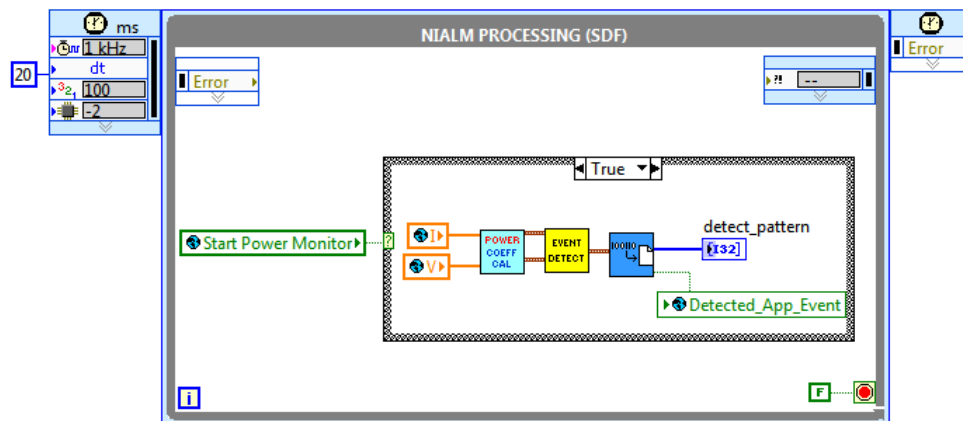 ms
NIALM PROCESSING (SDF)
1 kHz
dt
20
100
-2
Error
?!
--
Error
True
Start Power Monitor
?
I
V
POWER
COEFF
CAL
EVENT
DETECT
100110
detect_pattern
I32
Detected_App_Event
i
F